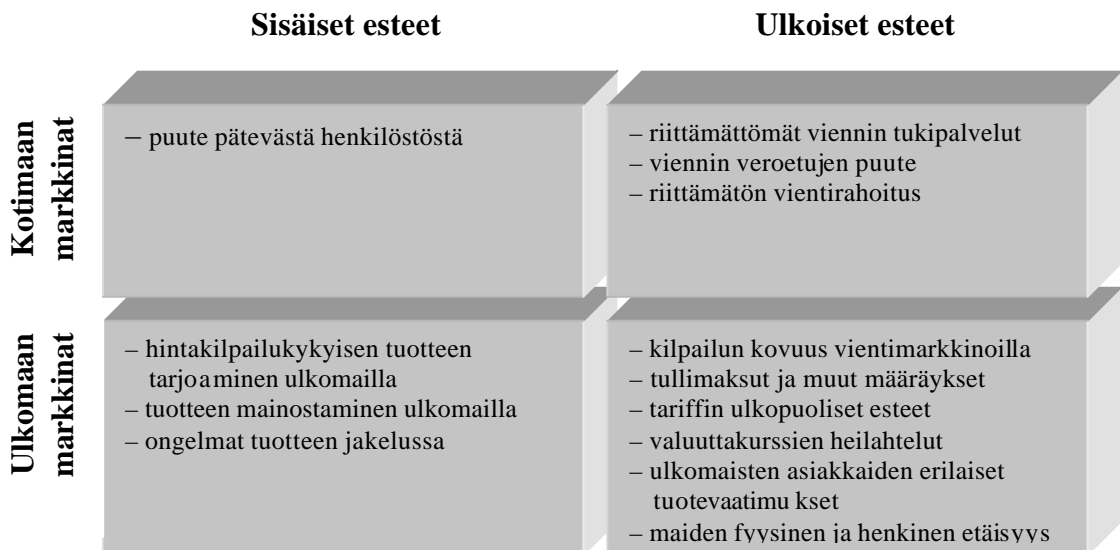 Sisäiset esteet
Ulkoiset esteet
Kotimaan
markkinat
– puute pätevästä henkilöstöstä
– riittämättömät viennin tukipalvelut
– viennin veroetujen puute
– riittämätön vientirahoitus
Ulkomaan
markkinat
– hintakilpailukykyisen tuotteen
tarjoaminen ulkomailla
– tuotteen mainostaminen ulkomailla
– ongelmat tuotteen jakelussa
– kilpailun kovuus vientimarkkinoilla
– tullimaksut ja muut määräykset
– tariffin ulkopuoliset esteet
– valuuttakurssien heilahtelut
– ulkomaisten asiakkaiden erilaiset
tuotevaatimu kset
– maiden fyysinen ja henkinen etäisyys